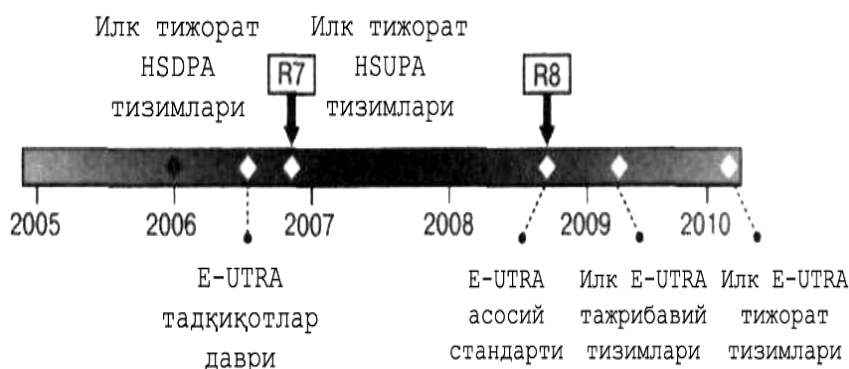 Илк тижорат
HSDPA
тизимлари
R7
Илк тижорат
HSUPA
тизимлари
R8
2005 2006 2007 2008 2009 2010
E-UTRA
тадқиқотлар
даври
E-UTRA
асосий
стандарти
Илк E-UTRA
тажрибавий
тизимлари
Илк E-UTRA
тижорат
тизимлари